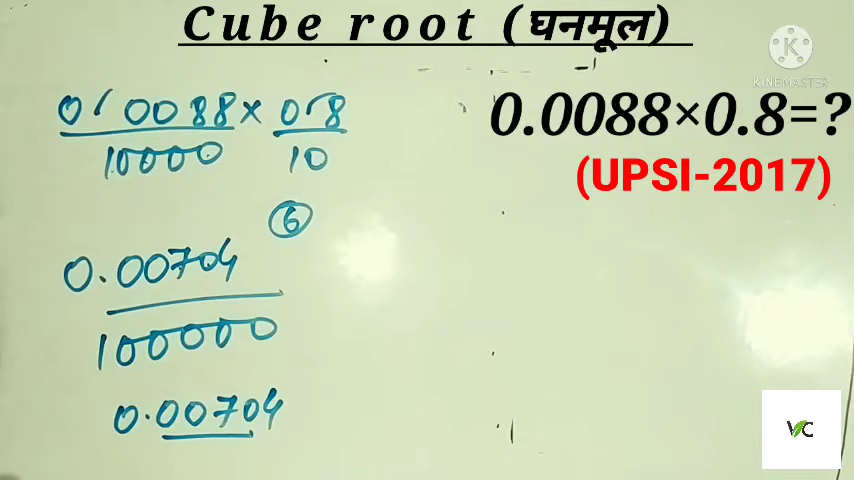 Cube root (घनमूल)
KINEMASTER
0.0088×0.8=?
(UPSI-2017)
0.0088 × 0.8
10000 10
6
0.00704
100000
0.00704
VC